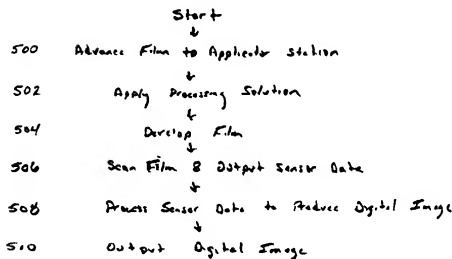 Start
500 Advance Film to Applicator Station
502 Apply Processing Solution
504 Develop Film
506 Scan Film & Output Sensor Data
508 Process Sensor Data to Produce Digital Image
510 Output Digital Image